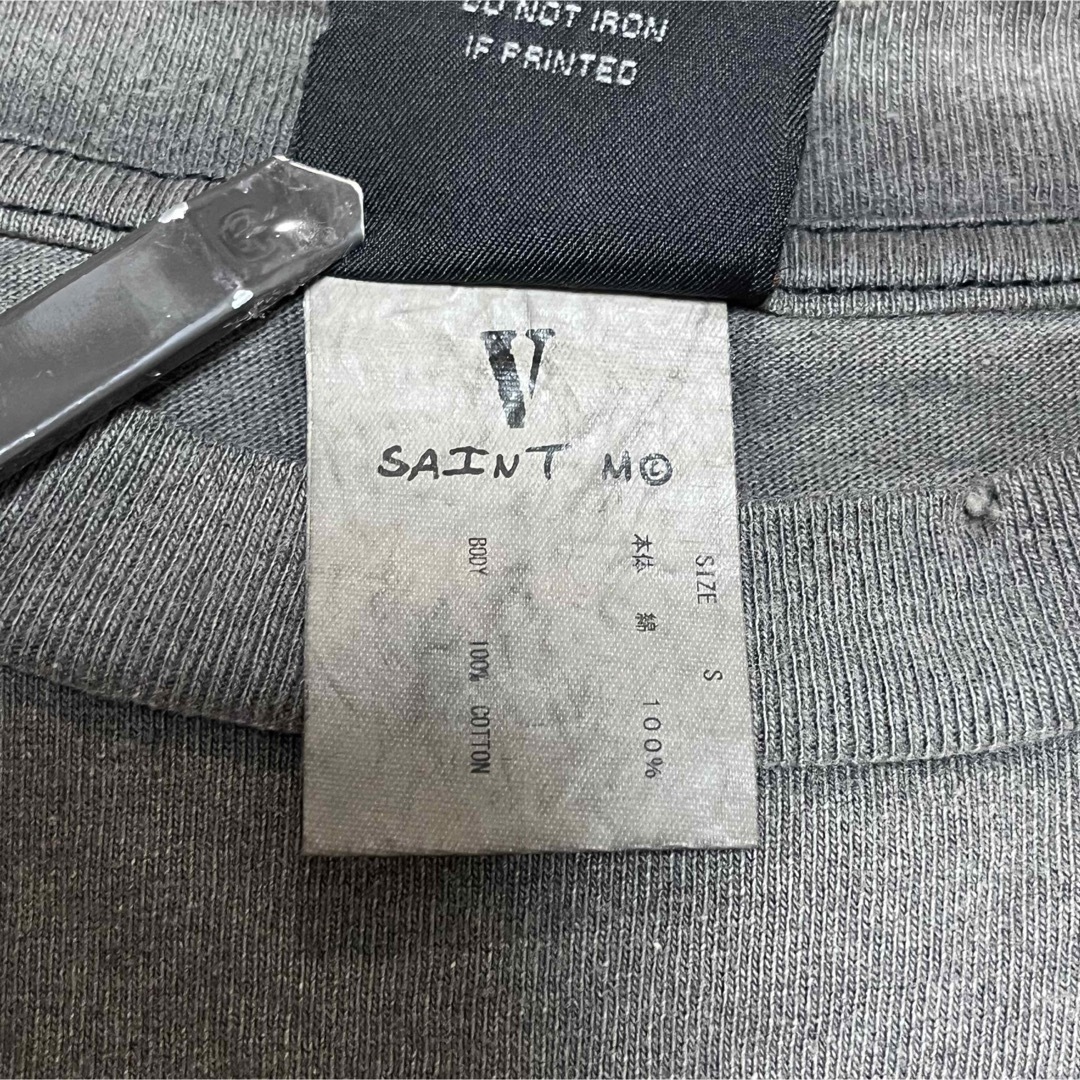 DO NOT IRON
IF PRINTED
V
SAINT M©
SIZE S
本体 綿 100%
BODY 100% COTTON